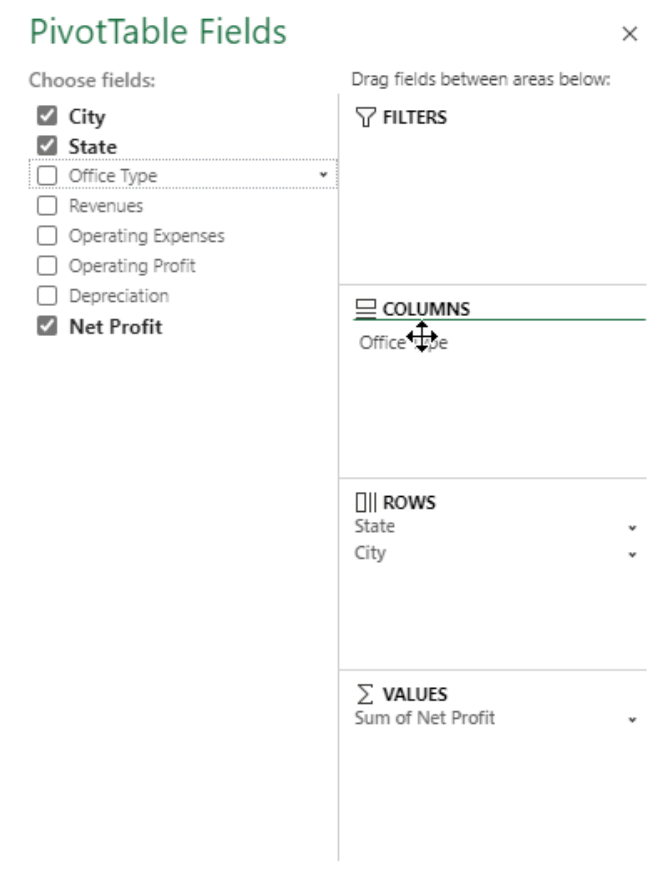 PivotTable Fields
Choose fields:
City
State
Office Type
Revenues
Operating Expenses
Operating Profit
Depreciation
Net Profit
Drag fields between areas below:
FILTERS
COLUMNS
Office
ROWS
State
City
Σ VALUES
Sum of Net Profit